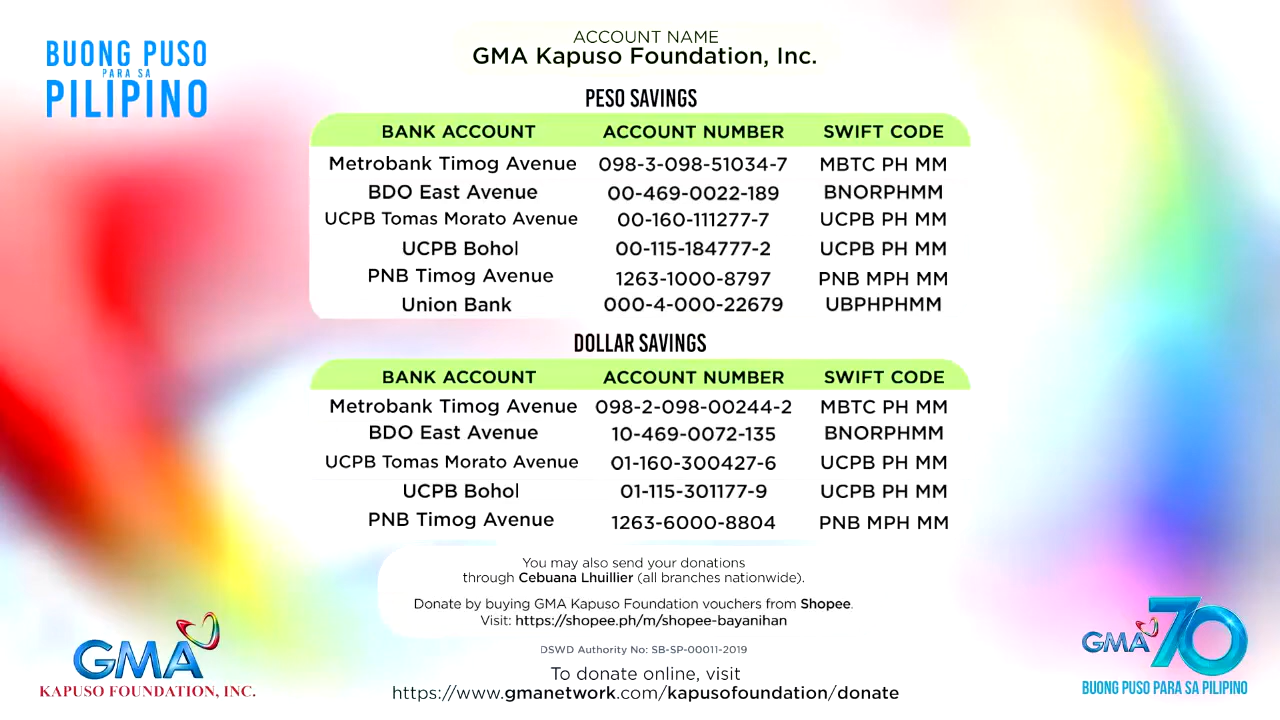 BUONG PUSO
PARA SA
PILIPINO
ACCOUNT NAME
GMA Kapuso Foundation, Inc.
PESO SAVINGS
BANK ACCOUNT ACCOUNT NUMBER SWIFT CODE
Metrobank Timog Avenue 098-3-098-51034-7 MBTC PH MM
BDO East Avenue 00-469-0022-189 BNORPHMM
UCPB Tomas Morato Avenue 00-160-111277-7 UCPB PH MM
UCPB Bohol 00-115-184777-2 UCPB PH MM
PNB Timog Avenue 1263-1000-8797 PNB MPH MM
Union Bank 000-4-000-22679 UBPHPHMM
DOLLAR SAVINGS
BANK ACCOUNT ACCOUNT NUMBER SWIFT CODE
Metrobank Timog Avenue 098-2-098-00244-2 MBTC PH MM
BDO East Avenue 10-469-0072-135 BNORPHMM
UCPB Tomas Morato Avenue 01-160-300427-6 UCPB PH MM
UCPB Bohol 01-115-301177-9 UCPB PH MM
PNB Timog Avenue 1263-6000-8804 PNB MPH MM
You may also send your donations
through Cebuana Lhuillier (all branches nationwide).
Donate by buying GMA Kapuso Foundation vouchers from Shopee.
Visit: https://shopee.ph/m/shopee-bayanihan
DSWD Authority No: SB-SP-00011-2019
To donate online, visit
https://www.gmanetwork.com/kapusofoundation/donate
GMA
KAPUSO FOUNDATION, INC.
GMA 70
BUONG PUSO PARA SA PILIPINO